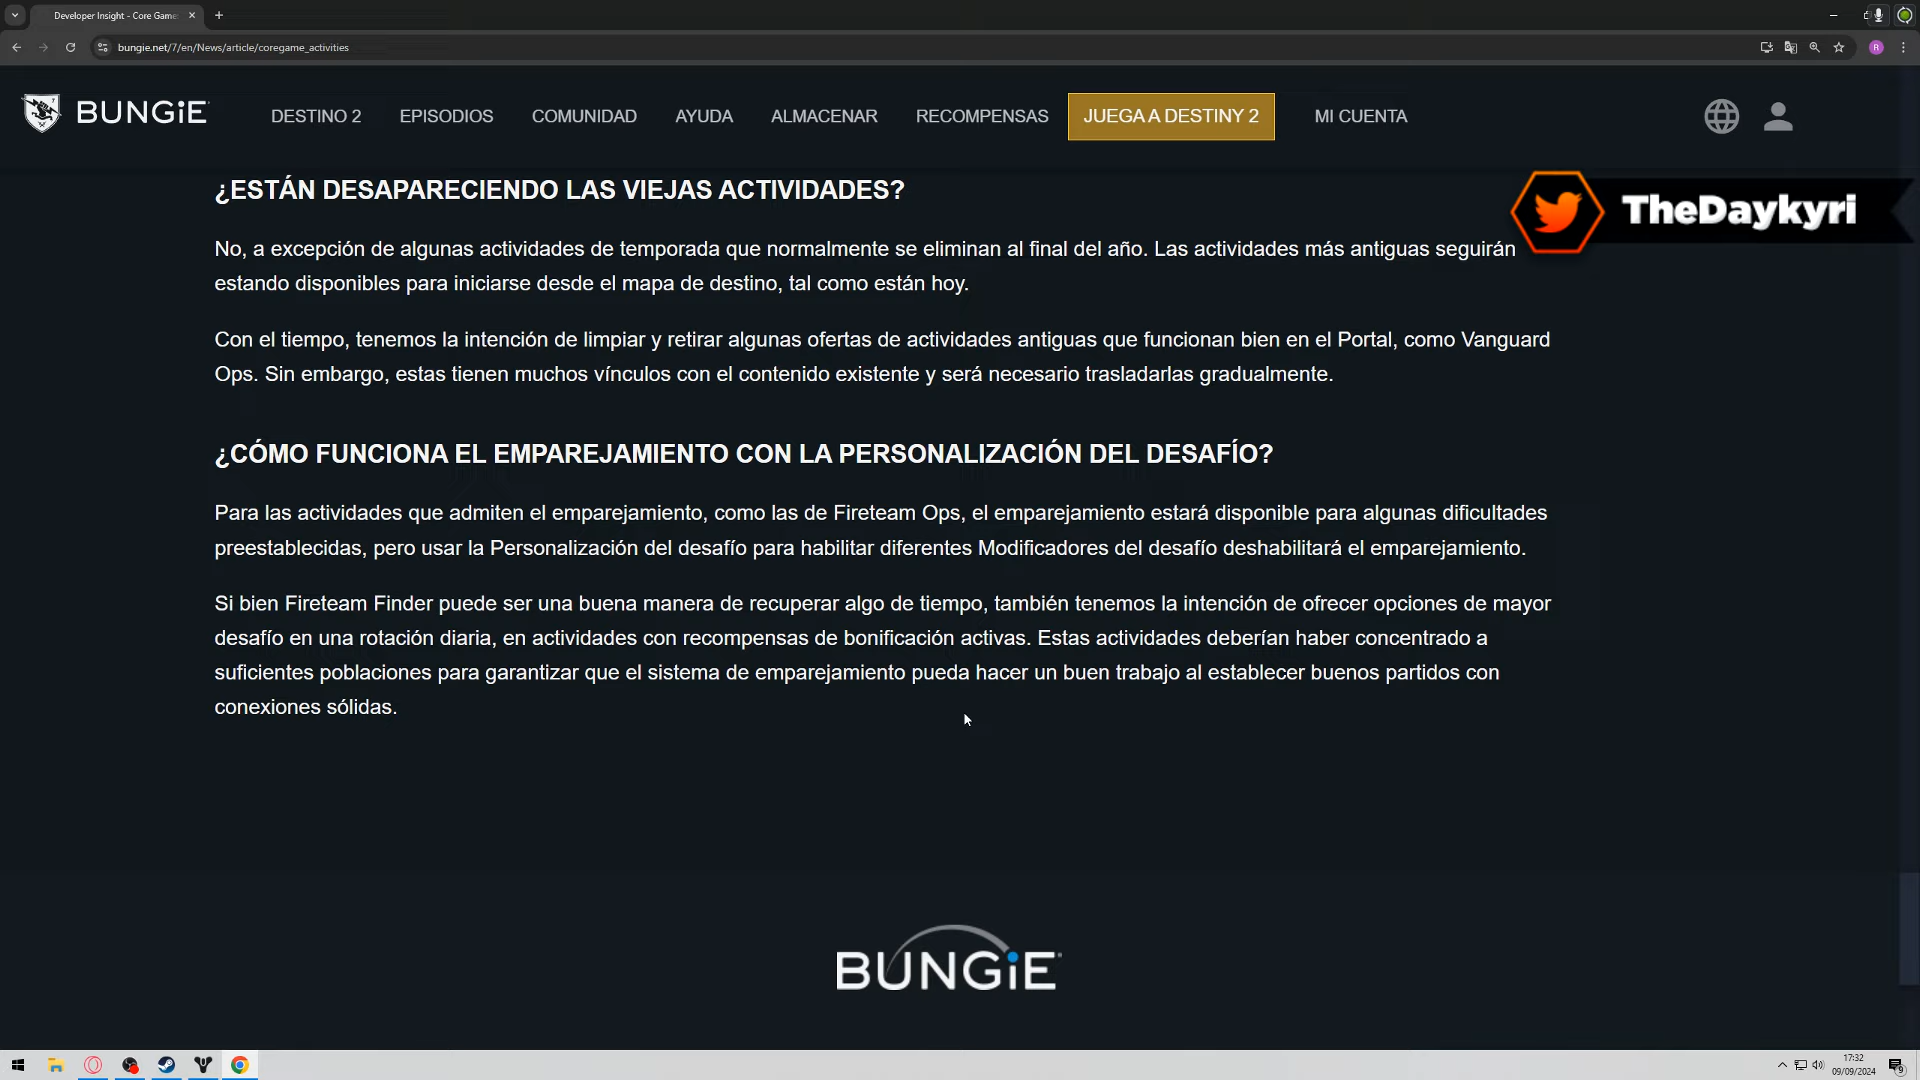 Developer Insight - Core Game
bungie.net/7/en/News/article/coregame_activities
R
BUNGiE
DESTINO 2
EPISODIOS
COMUNIDAD
AYUDA
ALMACENAR
RECOMPENSAS
JUEGA A DESTINY 2
MI CUENTA
TheDaykyri
¿ESTÁN DESAPARECIENDO LAS VIEJAS ACTIVIDADES?
No, a excepción de algunas actividades de temporada que normalmente se eliminan al final del año. Las actividades más antiguas seguirán
estando disponibles para iniciarse desde el mapa de destino, tal como están hoy.
Con el tiempo, tenemos la intención de limpiar y retirar algunas ofertas de actividades antiguas que funcionan bien en el Portal, como Vanguard
Ops. Sin embargo, estas tienen muchos vínculos con el contenido existente y será necesario trasladarlas gradualmente.
¿CÓMO FUNCIONA EL EMPAREJAMIENTO CON LA PERSONALIZACIÓN DEL DESAFÍO?
Para las actividades que admiten el emparejamiento, como las de Fireteam Ops, el emparejamiento estará disponible para algunas dificultades
preestablecidas, pero usar la Personalización del desafío para habilitar diferentes Modificadores del desafío deshabilitará el emparejamiento.
Si bien Fireteam Finder puede ser una buena manera de recuperar algo de tiempo, también tenemos la intención de ofrecer opciones de mayor
desafío en una rotación diaria, en actividades con recompensas de bonificación activas. Estas actividades deberían haber concentrado a
suficientes poblaciones para garantizar que el sistema de emparejamiento pueda hacer un buen trabajo al establecer buenos partidos con
conexiones sólidas.
BUNGiE
17:32
09/09/2024
9